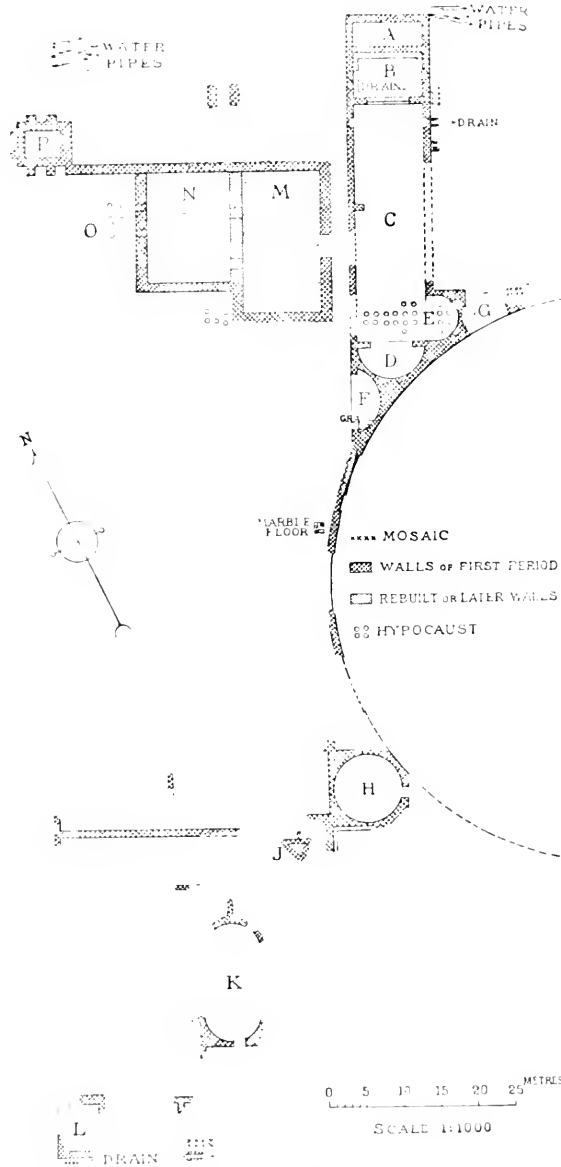 WATER
PIPES
A
WATER
PIPES
B
DRAIN
DRAIN
P
N
M
C
O
E
G
D
F
G.H.
N
MARBLE
FLOOR
MOSAIC
WALLS OF FIRST PERIOD
REBUILT OR LATER WALLS
HYPOCAUST
H
J
K
METRES
0 5 10 15 20 25
SCALE 1:1000
L
DRAIN